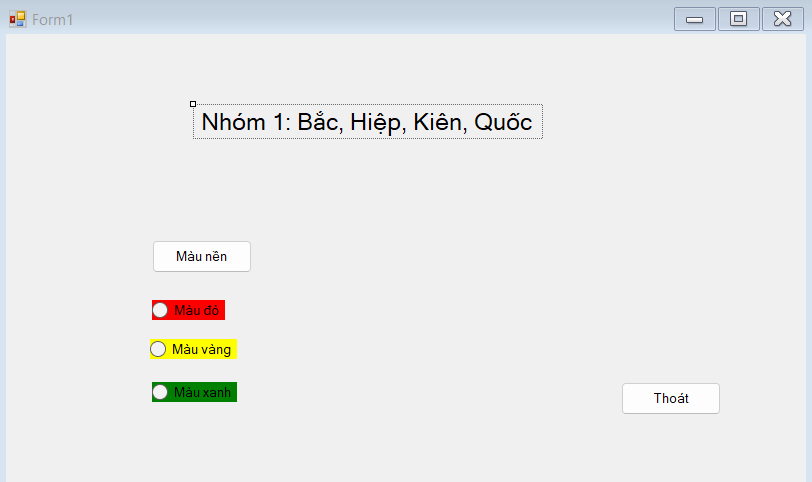 Form1
Nhóm 1: Bắc, Hiệp, Kiên, Quốc
Màu nền
Màu đỏ
Màu vàng
Màu xanh
Thoát